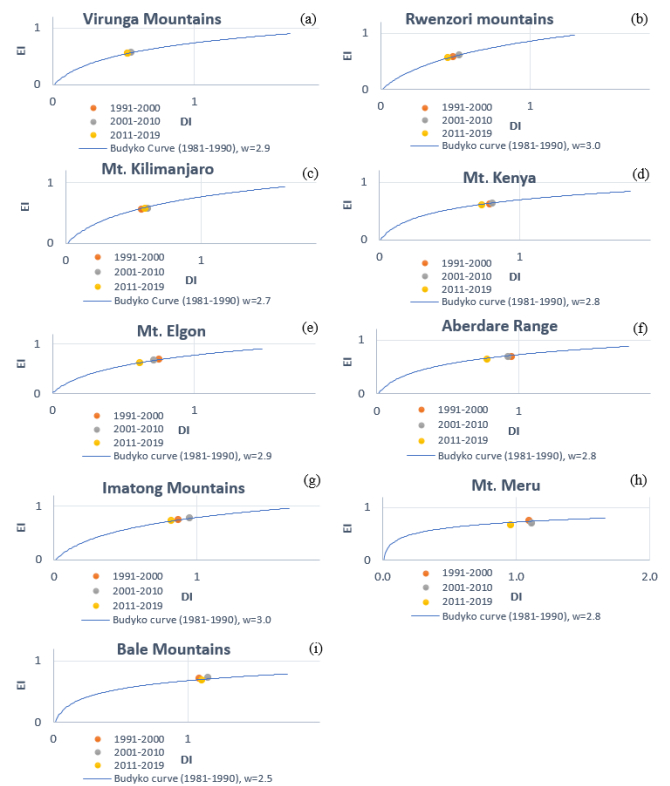 Virunga Mountains
(a)
1
EI
0
0
1
DI
1991-2000
2001-2010
2011-2019
Budyko Curve (1981-1990), w=2.9
Rwenzori mountains
(b)
1
EI
0
0
1
DI
1991-2000
2001-2010
2011-2019
Budyko Curve (1981-1990), w=3.0
Mt. Kilimanjaro
(c)
1
EI
0
0
1
DI
1991-2000
2001-2010
2011-2019
Budyko Curve (1981-1990) w=2.7
Mt. Kenya
(d)
1
EI
0
0
1
DI
1991-2000
2001-2010
2011-2019
Budyko Curve (1981-1990), w=2.8
Mt. Elgon
(e)
1
EI
0
0
1
DI
1991-2000
2001-2010
2011-2019
Budyko curve (1981-1990), w=2.9
Aberdare Range
(f)
1
EI
0
0
1
DI
1991-2000
2001-2010
2011-2019
Budyko curve (1981-1990), w=2.8
Imatong Mountains
(g)
1
EI
0
0
1
DI
1991-2000
2001-2010
2011-2019
Budyko curve (1981-1990), w=3.0
Mt. Meru
(h)
1
EI
0
0.0
1.0
2.0
DI
1991-2000
2001-2010
2011-2019
Budyko curve (1981-1990), w=2.8
Bale Mountains
(i)
1
EI
0
0
1
DI
1991-2000
2001-2010
2011-2019
Budyko curve (1981-1990), w=2.5